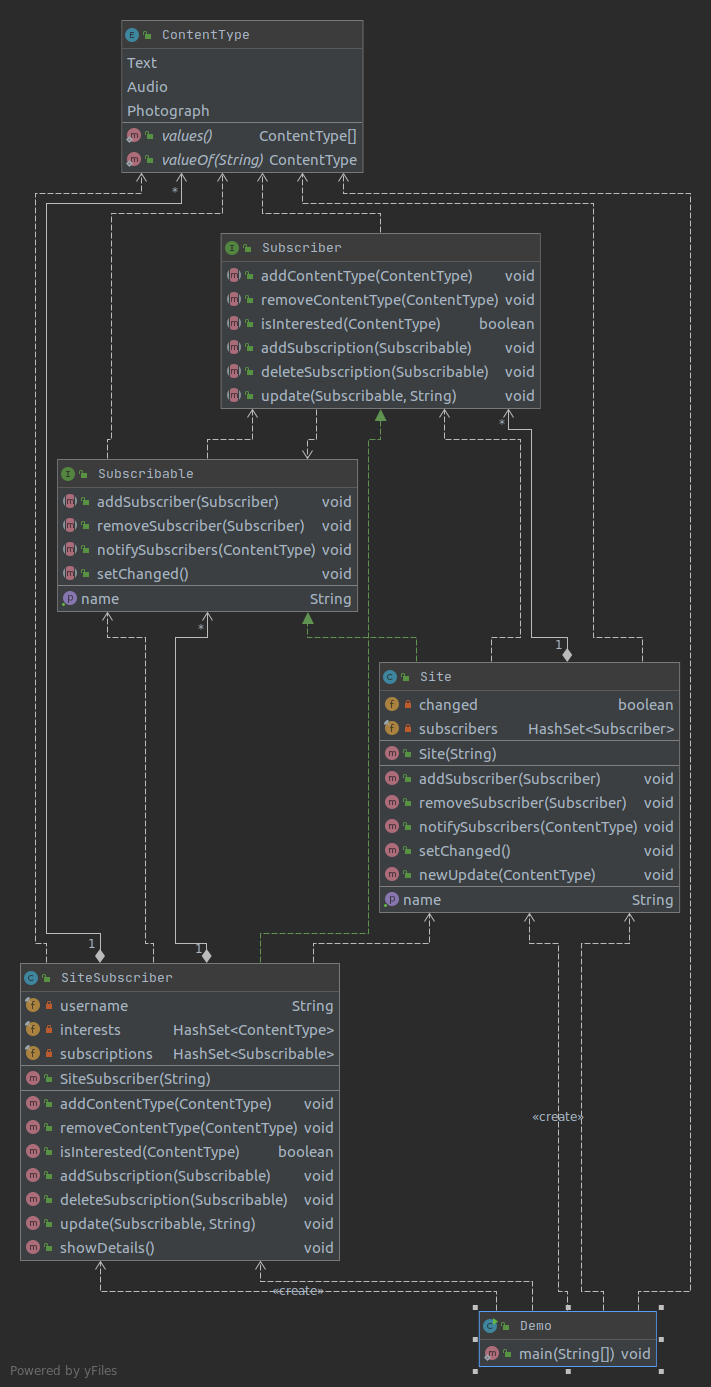 ContentType
Text
Audio
Photograph
values() ContentType[]
valueOf(String) ContentType
*
Subscriber
addContentType(ContentType) void
removeContentType(ContentType) void
isInterested(ContentType) boolean
addSubscription(Subscribable) void
deleteSubscription(Subscribable) void
update(Subscribable, String) void
*
Subscribable
addSubscriber(Subscriber) void
removeSubscriber(Subscriber) void
notifySubscribers(ContentType) void
setChanged() void
name String
*
1
Site
changed boolean
subscribers HashSet<Subscriber>
Site(String)
addSubscriber(Subscriber) void
removeSubscriber(Subscriber) void
notifySubscribers(ContentType) void
setChanged() void
newUpdate(ContentType) void
name String
1
1
SiteSubscriber
username String
interests HashSet<ContentType>
subscriptions HashSet<Subscribable>
SiteSubscriber(String)
addContentType(ContentType) void
removeContentType(ContentType) void
isInterested(ContentType) boolean
addSubscription(Subscribable) void
deleteSubscription(Subscribable) void
update(Subscribable, String) void
showDetails() void
«create»
«create»
Demo
main(String[]) void
Powered by yFiles